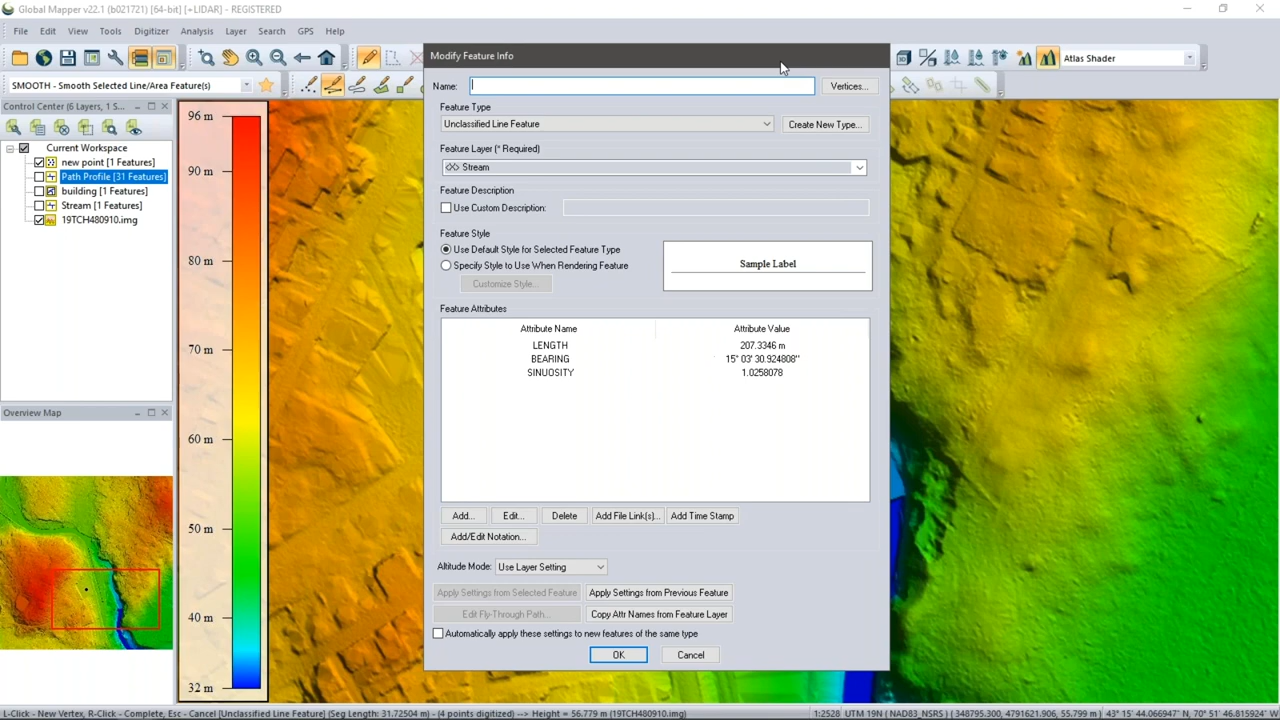 Global Mapper v22.1 (b021721) [64-bit] [+LIDAR] - REGISTERED
File Edit View Tools Digitizer Analysis Layer Search GPS Help
Atlas Shader
SMOOTH - Smooth Selected Line/Area Feature(s)
Control Center (6 Layers, 1 S...
Current Workspace
new point [1 Features]
Path Profile [31 Features]
building [1 Features]
Stream [1 Features]
19TCH480910.img
Overview Map
96 m
90 m
80 m
70 m
60 m
50 m
40 m
32 m
Modify Feature Info
Name:
Vertices...
Feature Type
Unclassified Line Feature
Create New Type...
Feature Layer (* Required)
Stream
Feature Description
Use Custom Description:
Feature Style
Use Default Style for Selected Feature Type
Specify Style to Use When Rendering Feature
Customize Style...
Sample Label
Feature Attributes
Attribute Name Attribute Value
LENGTH 207.3346 m
BEARING 15° 03' 30.924808"
SINUOSITY 1.0258078
Add... Edit... Delete Add File Link(s)... Add Time Stamp
Add/Edit Notation...
Altitude Mode: Use Layer Setting
Apply Settings from Selected Feature Apply Settings from Previous Feature
Edit Fly-Through Path... Copy Attr Names from Feature Layer
Automatically apply these settings to new features of the same type
OK Cancel
L-Click - New Vertex, R-Click - Complete, Esc - Cancel [Unclassified Line Feature] (Seg Length: 31.72504 m) - (4 points digitized) --> Height = 56.779 m (19TCH480910.img) 1:2528 UTM 19N ( NAD83_NSRS ) ( 348795.300, 4791621.906, 55.799 m ) 43° 15' 44.066947" N, 70° 51' 46.815924" W